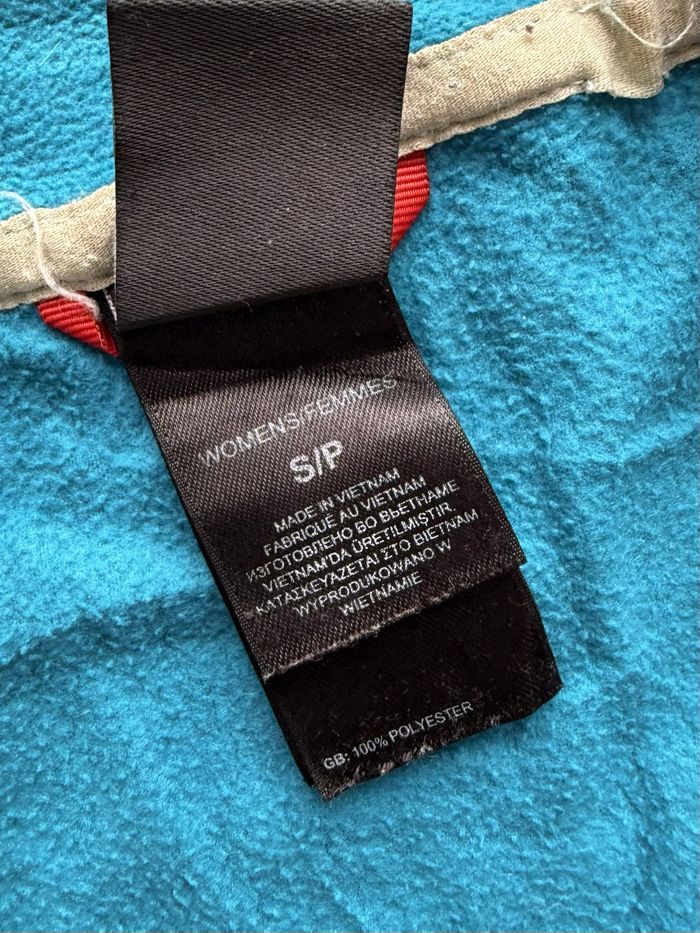 WOMENS/FEMMES
S/P
MADE IN VIETNAM
FABRIQUE AU VIETNAM
ИЗГОТОВЛЕНО ВО ВЬЕТНАМЕ
VIETNAM'DA ÜRETILMIŞTIR.
ΚΑΤΑΣΚΕΥΑΖΕΤΑΙ ΣΤΟ ΒΙΕΤΝΑΜ
WYPRODUKOWANO W
WIETNAMIE
GB: 100% POLYESTER